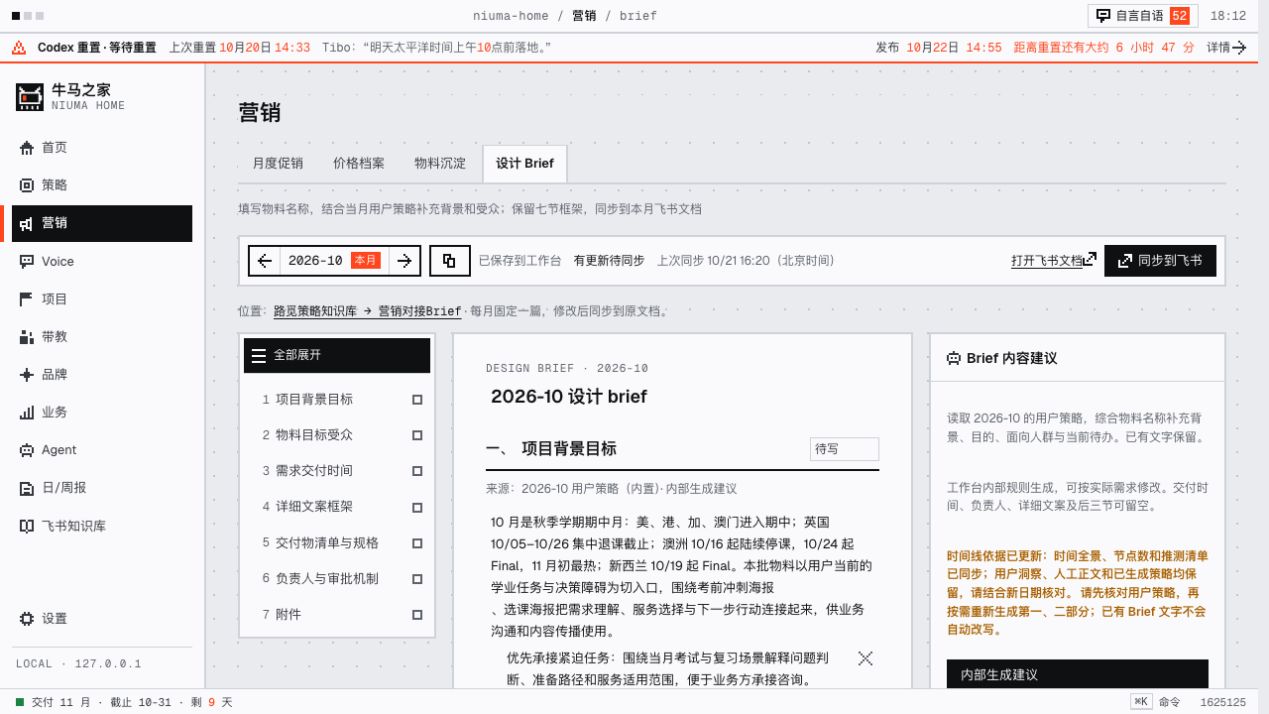 niuma-home / 营销 / brief
自言自语 52
18:12
Codex 重置·等待重置 上次重置 10月20日 14:33 Tibo：“明天太平洋时间上午10点前落地。”
发布 10月22日 14:55 距离重置还有大约 6 小时 47 分 详情
牛马之家
NIUMA HOME
首页
策略
营销
Voice
项目
带教
品牌
业务
Agent
日/周报
飞书知识库
设置
LOCAL · 127.0.0.1
营销
月度促销 价格档案 物料沉淀 设计 Brief
填写物料名称，结合当月用户策略补充背景和受众；保留七节框架，同步到本月飞书文档
2026-10 本月 已保存到工作台 有更新待同步 上次同步 10/21 16:20（北京时间） 打开飞书文档 同步到飞书
位置： 路觅策略知识库 → 营销对接Brief · 每月固定一篇，修改后同步到原文档。
全部展开
1 项目背景目标
2 物料目标受众
3 需求交付时间
4 详细文案框架
5 交付物清单与规格
6 负责人与审批机制
7 附件
DESIGN BRIEF · 2026-10
2026-10 设计 brief
一、 项目背景目标 待写
来源：2026-10 用户策略（内置）· 内部生成建议
10 月是秋季学期期中月：美、港、加、澳门进入期中；英国
10/05–10/26 集中退课截止；澳洲 10/16 起陆续停课，10/24 起
Final，11 月初最热；新西兰 10/19 起 Final。本批物料以用户当前的
学业任务与决策障碍为切入口，围绕考前冲刺海报
、选课海报把需求理解、服务选择与下一步行动连接起来，供业务
沟通和内容传播使用。
优先承接紧迫任务：围绕当月考试与复习场景解释问题判
断、准备路径和服务适用范围，便于业务方承接咨询。
Brief 内容建议
读取 2026-10 的用户策略，综合物料名称补充背
景、目的、面向人群与当前待办。已有文字保留。
工作台内部规则生成，可按实际需求修改。交付时
间、负责人、详细文案及后三节可留空。
时间线依据已更新：时间全景、节点数和推测清单
已同步；用户洞察、人工正文和已生成策略均保
留，请结合新日期核对。 请先核对用户策略，再
按需重新生成第一、二部分；已有 Brief 文字不会
自动改写。
内部生成建议
交付 11 月 · 截止 10-31 · 剩 9 天
⌘K 命令 1625125